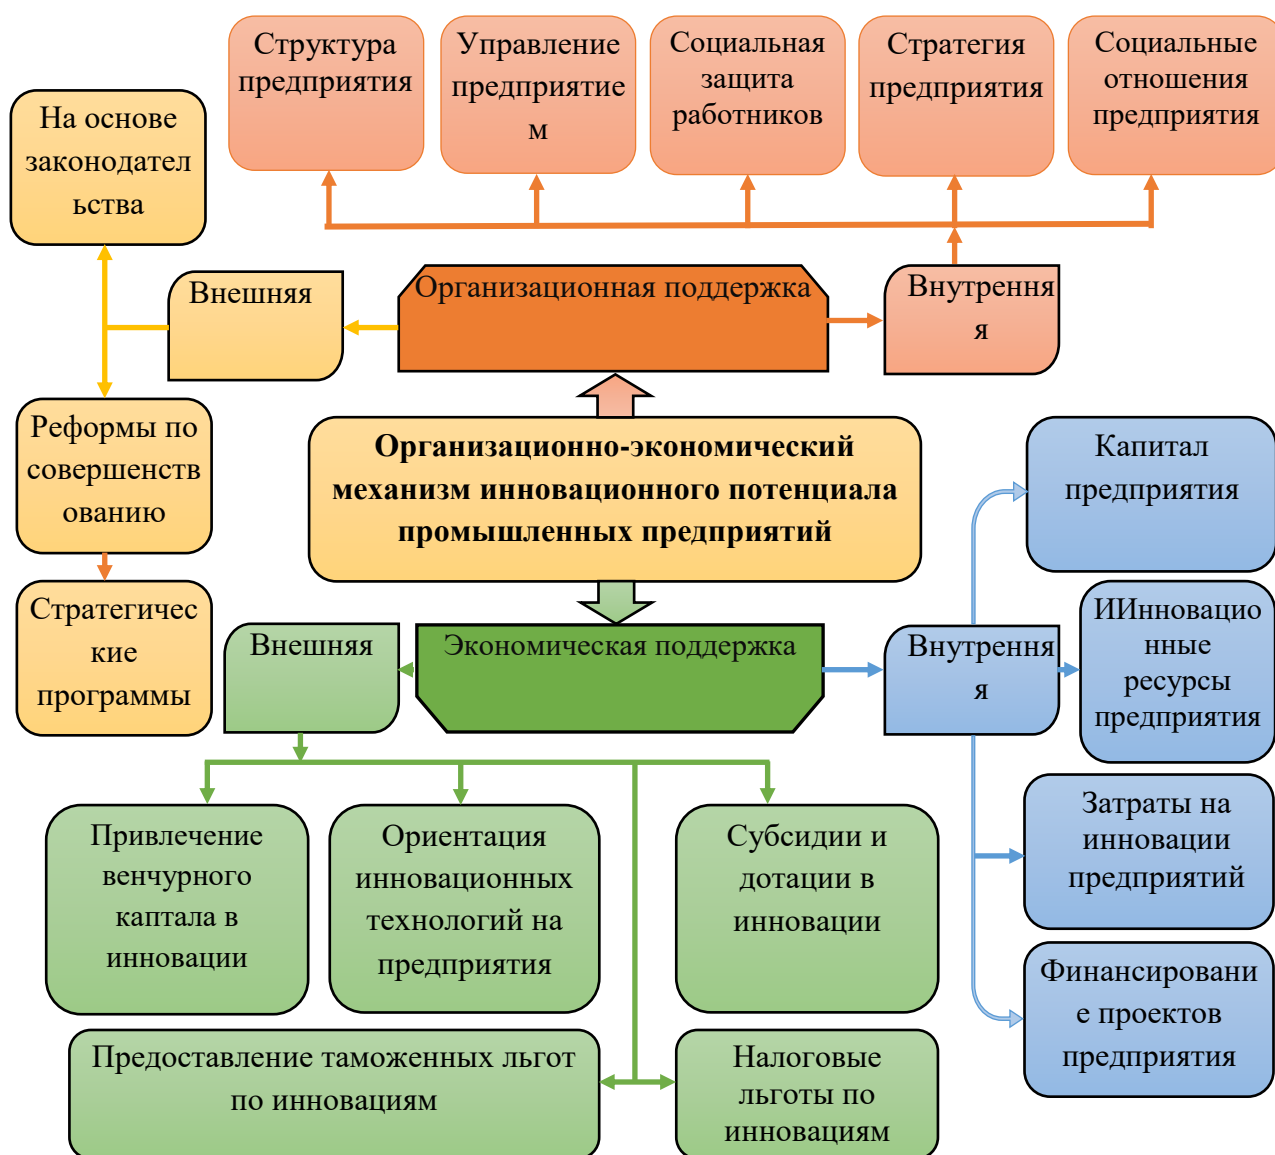 Структура
предприятия
Управление
предприятие
м
Социальная
защита
работников
Стратегия
предприятия
Социальные
отношения
предприятия
На основе
законодател
ьства
Внешняя
Организационная поддержка
Внутрення
я
Реформы по
совершенств
ованию
Организационно-экономический
механизм инновационного потенциала
промышленных предприятий
Капитал
предприятия
Стратегичес
кие
программы
Внешняя
Экономическая поддержка
Внутрення
я
ИИнновацио
нные
ресурсы
предприятия
Привлечение
венчурного
каптала в
инновации
Ориентация
инновационных
технологий на
предприятия
Субсидии и
дотации в
инновации
Затраты на
инновации
предприятий
Финансировани
е проектов
предприятия
Предоставление таможенных льгот
по инновациям
Налоговые
льготы по
инновациям